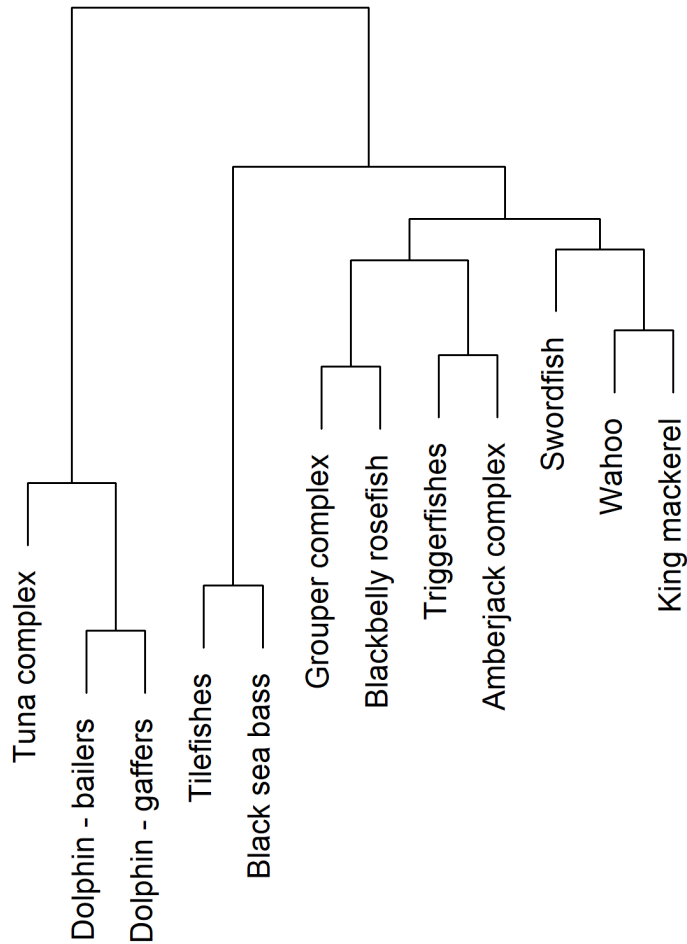 Tuna complex
Dolphin - bailers
Dolphin - gaffers
Tilefishes
Black sea bass
Grouper complex
Blackbelly rosefish
Triggerfishes
Amberjack complex
Swordfish
Wahoo
King mackerel